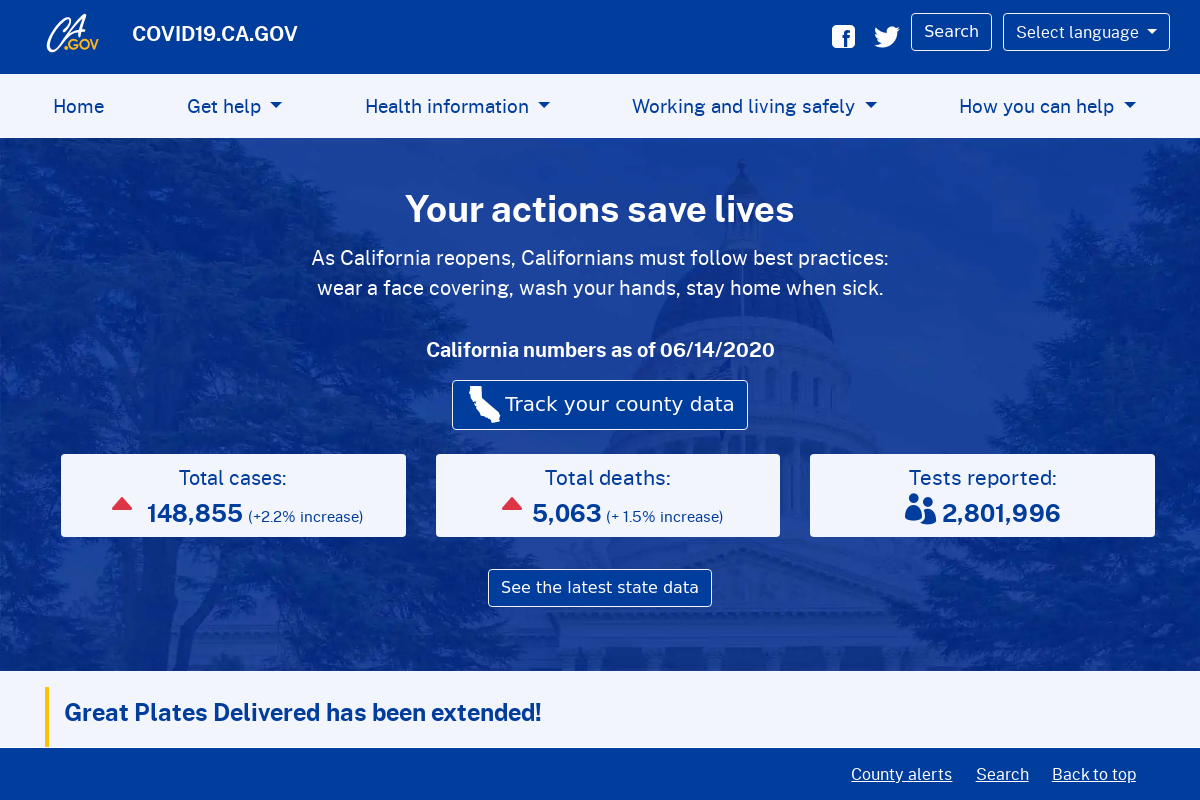 CA
.GOV
COVID19.CA.GOV
Search
Select language
Home
Get help
Health information
Working and living safely
How you can help
Your actions save lives
As California reopens, Californians must follow best practices:
wear a face covering, wash your hands, stay home when sick.
California numbers as of 06/14/2020
Track your county data
Total cases:
148,855 (+2.2% increase)
Total deaths:
5,063 (+ 1.5% increase)
Tests reported:
2,801,996
See the latest state data
Great Plates Delivered has been extended!
County alerts
Search
Back to top